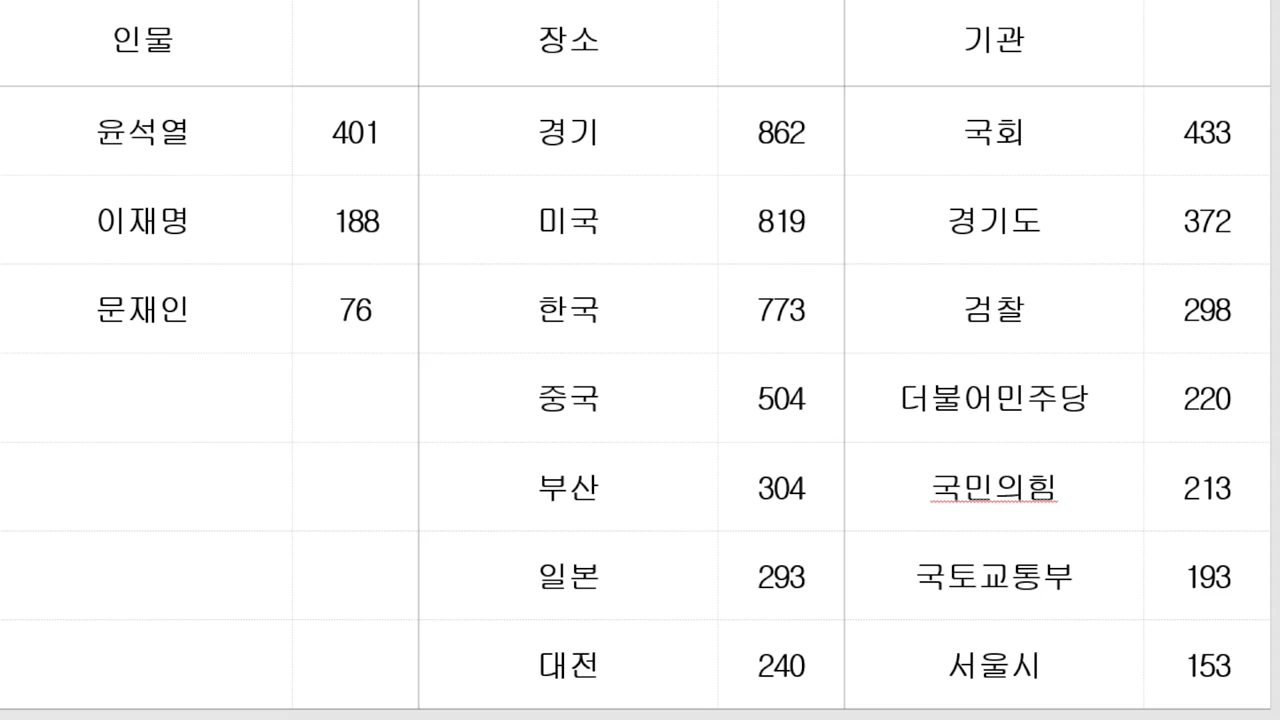 인물 장소 기관
윤석열 401 경기 862 국회 433
이재명 188 미국 819 경기도 372
문재인 76 한국 773 검찰 298
중국 504 더불어민주당 220
부산 304 국민의힘 213
일본 293 국토교통부 193
대전 240 서울시 153